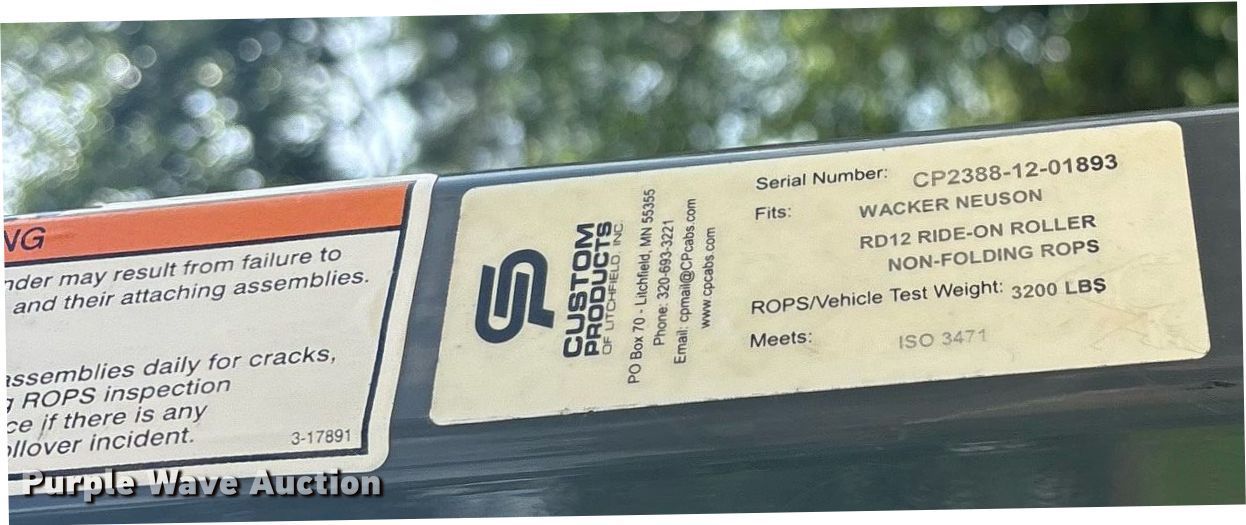 NG
nder may result from failure to
and their attaching assemblies.
assemblies daily for cracks,
ROPS inspection
ce if there is any
ollover incident.
3-17891
CP
CUSTOM
PRODUCTS
OF LITCHFIELD, INC.
PO Box 70 - Litchfield, MN 55355
Phone: 320-693-3221
Email: cpmail@CPcabs.com
www.cpcabs.com
Serial Number: CP2388-12-01893
Fits: WACKER NEUSON
RD12 RIDE-ON ROLLER
NON-FOLDING ROPS
ROPS/Vehicle Test Weight: 3200 LBS
Meets: ISO 3471
Purple Wave Auction